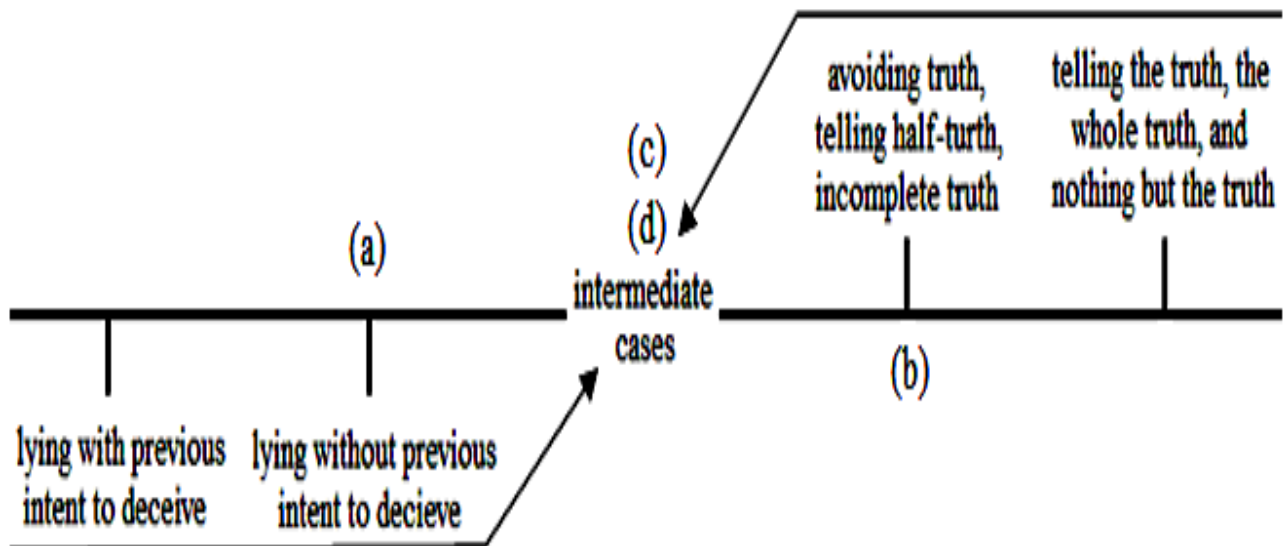 avoiding truth,
telling half-turth,
incomplete truth
telling the truth, the
whole truth, and
nothing but the truth
(c)
(d)
(a)
intermediate
cases
(b)
lying with previous
intent to deceive
lying without previous
intent to decieve